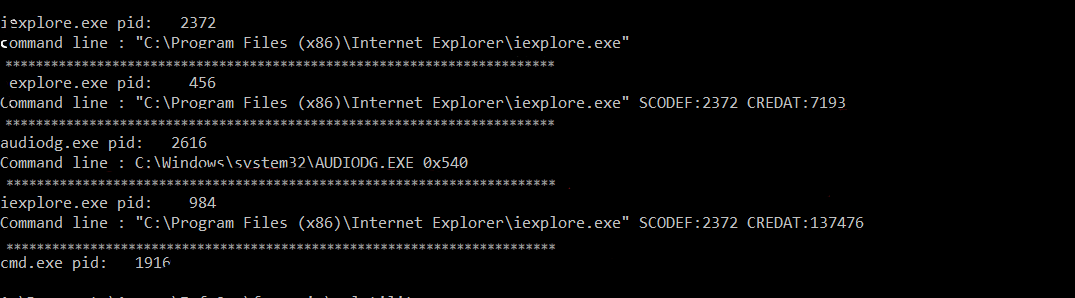 iexplore.exe pid:   2372
Command line : "C:\Program Files (x86)\Internet Explorer\iexplore.exe"
************************************************************************
explore.exe pid:    456
Command line : "C:\Program Files (x86)\Internet Explorer\iexplore.exe" SCODEF:2372 CREDAT:7193
************************************************************************
audiodg.exe pid:   2616
Command line : C:\Windows\system32\AUDIODG.EXE 0x540
************************************************************************
iexplore.exe pid:    984
Command line : "C:\Program Files (x86)\Internet Explorer\iexplore.exe" SCODEF:2372 CREDAT:137476
************************************************************************
cmd.exe pid:   1916